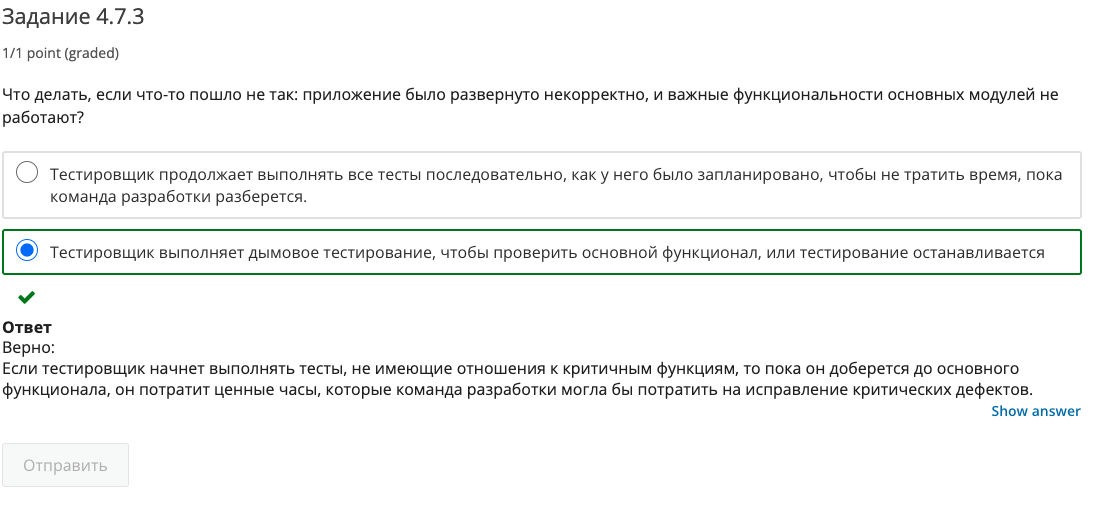 Задание 4.7.3
1/1 point (graded)
Что делать, если что-то пошло не так: приложение было развернуто некорректно, и важные функциональности основных модулей не
работают?
Тестировщик продолжает выполнять все тесты последовательно, как у него было запланировано, чтобы не тратить время, пока
команда разработки разберется.
Тестировщик выполняет дымовое тестирование, чтобы проверить основной функционал, или тестирование останавливается
Ответ
Верно:
Если тестировщик начнет выполнять тесты, не имеющие отношения к критичным функциям, то пока он доберется до основного
функционала, он потратит ценные часы, которые команда разработки могла бы потратить на исправление критических дефектов.
Show answer
Отправить